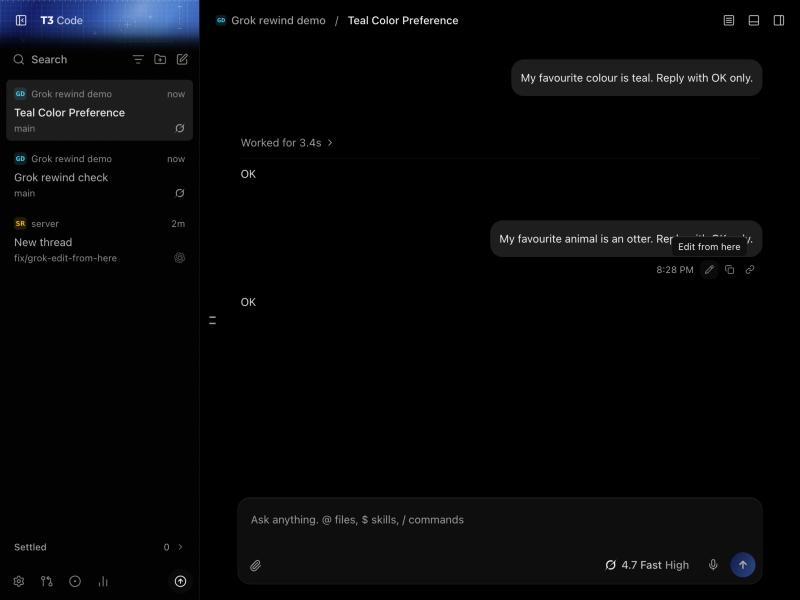 T3 Code
Search
GD Grok rewind demo now
Teal Color Preference
main
GD Grok rewind demo now
Grok rewind check
main
SR server 2m
New thread
fix/grok-edit-from-here
Settled 0
GD Grok rewind demo / Teal Color Preference
My favourite colour is teal. Reply with OK only.
Worked for 3.4s
OK
My favourite animal is an otter.
Edit from here
8:28 PM
OK
Ask anything. @ files, $ skills, / commands
4.7 Fast High